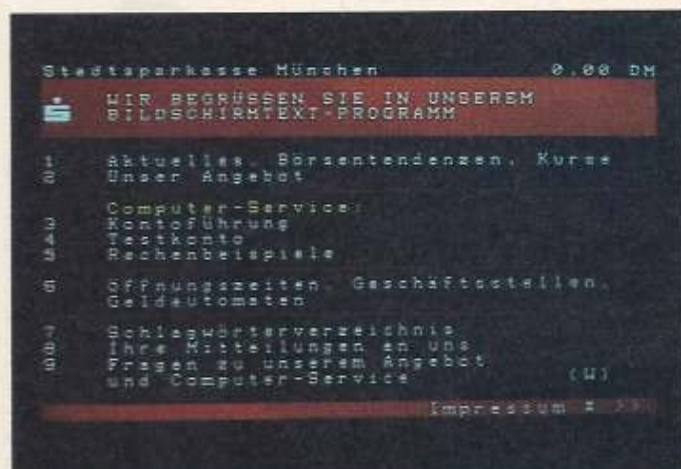 Stadtsparkasse München 0,00 DM
WIR BEGRÜSSEN SIE IN UNSEREM
BILDSCHIRMTEXT-PROGRAMM
1 Aktuelles, Börsentendenzen, Kurse
2 Unser Angebot
Computer-Service:
3 Kontoführung
4 Testkonto
5 Rechenbeispiele
6 Öffnungszeiten, Geschäftsstellen,
Geldautomaten
7 Schlagwörterverzeichnis
8 Ihre Mitteilungen an uns
9 Fragen zu unserem Angebot
und Computer-Service (W)
Impressum # >>